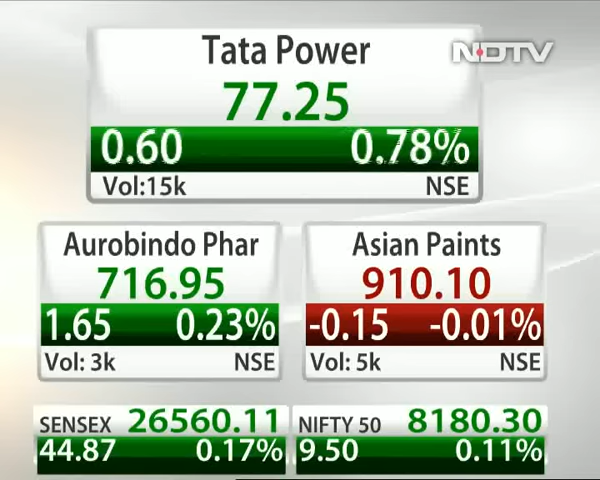 Tata Power
NDTV
77.25
0.60 0.78%
Vol:15k NSE
Aurobindo Phar
716.95
1.65 0.23%
Vol: 3k NSE
Asian Paints
910.10
-0.15 -0.01%
Vol: 5k NSE
SENSEX 26560.11
44.87 0.17%
NIFTY 50 8180.30
9.50 0.11%